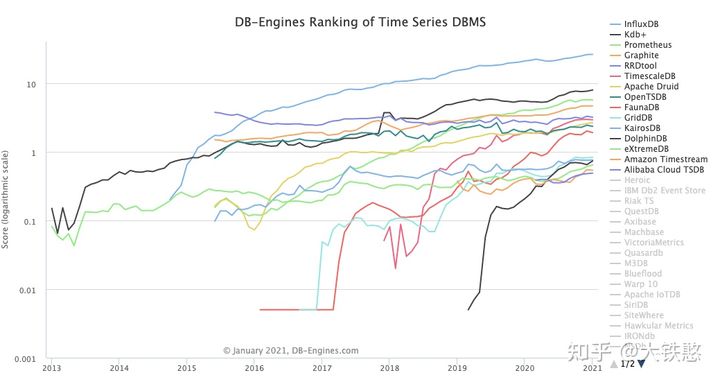 DB-Engines Ranking of Time Series DBMS
Score (logarithmic scale)
10
1
0.1
0.01
0.001
2013
2014
2015
2016
2017
2018
2019
2020
2021
© January 2021, DB-Engines.com
InfluxDB
Kdb+
Prometheus
Graphite
RRDtool
TimescaleDB
Apache Druid
OpenTSDB
FaunaDB
GridDB
KairosDB
DolphinDB
eXtremeDB
Amazon Timestream
Alibaba Cloud TSDB
Heroic
IBM Db2 Event Store
Riak TS
QuestDB
Axibase
Machbase
VictoriaMetrics
Quasardb
M3DB
Blueflood
Warp 10
Apache IoTDB
SiriDB
SiteWhere
Hawkular Metrics
IRONdb
1/2
知乎 @大铁憨